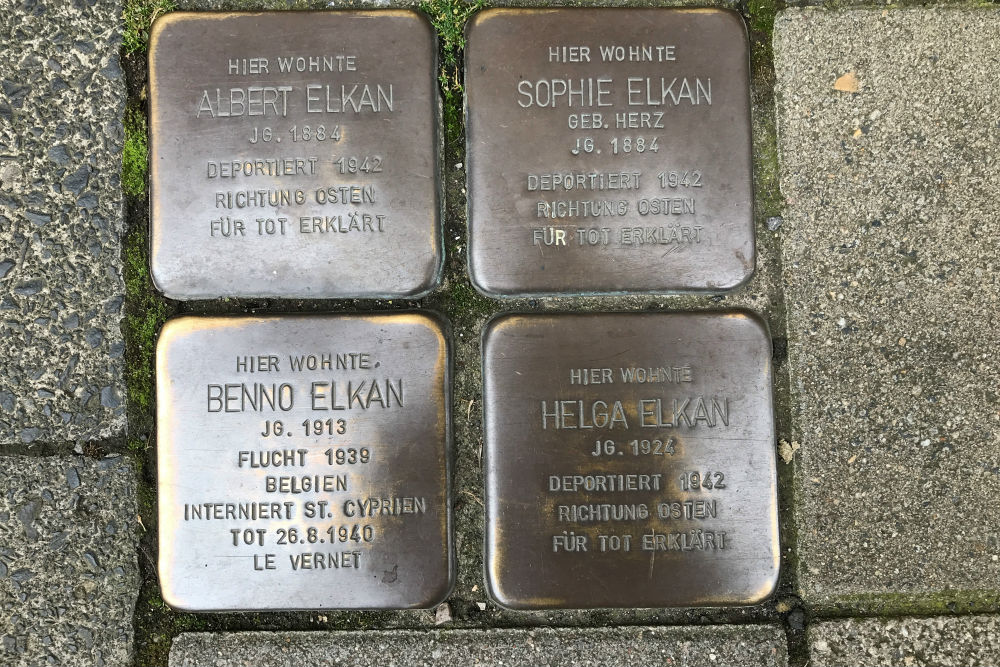 HIER WOHNTE
ALBERT ELKAN
JG. 1884
DEPORTIERT 1942
RICHTUNG OSTEN
FÜR TOT ERKLÄRT
HIER WOHNTE
SOPHIE ELKAN
GEB. HERZ
JG. 1884
DEPORTIERT 1942
RICHTUNG OSTEN
FÜR TOT ERKLÄRT
HIER WOHNTE
BENNO ELKAN
JG. 1913
FLUCHT 1939
BELGIEN
INTERNIERT ST. CYPRIEN
TOT 26.8.1940
LE VERNET
HIER WOHNTE
HELGA ELKAN
JG. 1924
DEPORTIERT 1942
RICHTUNG OSTEN
FÜR TOT ERKLÄRT